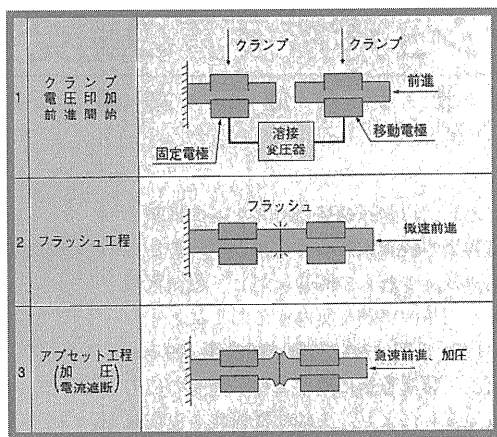 1
クランプ
電圧印加
前進開始
クランプ
クランプ
前進
固定電極
溶接
変圧器
移動電極
2
フラッシュ工程
フラッシュ
微速前進
3
アプセット工程
(加 圧
電流遮断)
急速前進、加圧